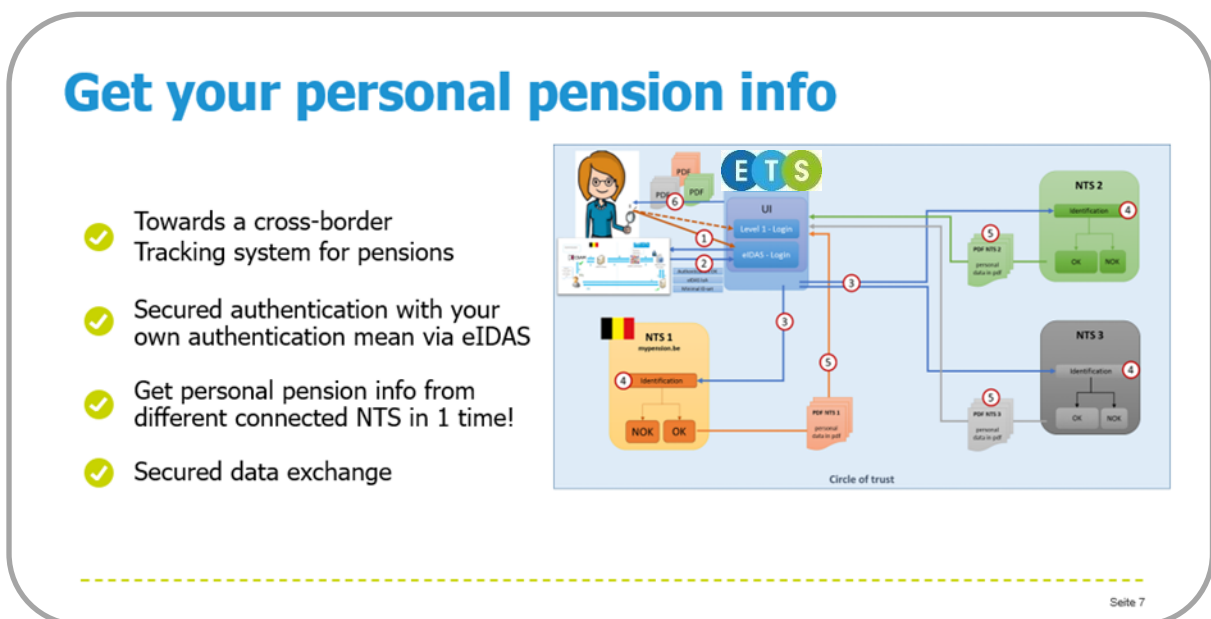 Get your personal pension info
Towards a cross-border
Tracking system for pensions
Secured authentication with your
own authentication mean via eIDAS
Get personal pension info from
different connected NTS in 1 time!
Secured data exchange
PDF
PDF
PDF
6
ETS
UI
Level 1 - Login
eIDAS - Login
1
2
Minimal ID-set
3
3
NTS 1
mypension.be
4
Identification
NOK
OK
5
PDF NTS 1
personal
data in pdf
NTS 2
Identification
4
OK
NOK
5
PDF NTS 2
personal
data in pdf
NTS 3
Identification
4
OK
NOK
5
PDF NTS 3
personal
data in pdf
Circle of trust
Seite 7